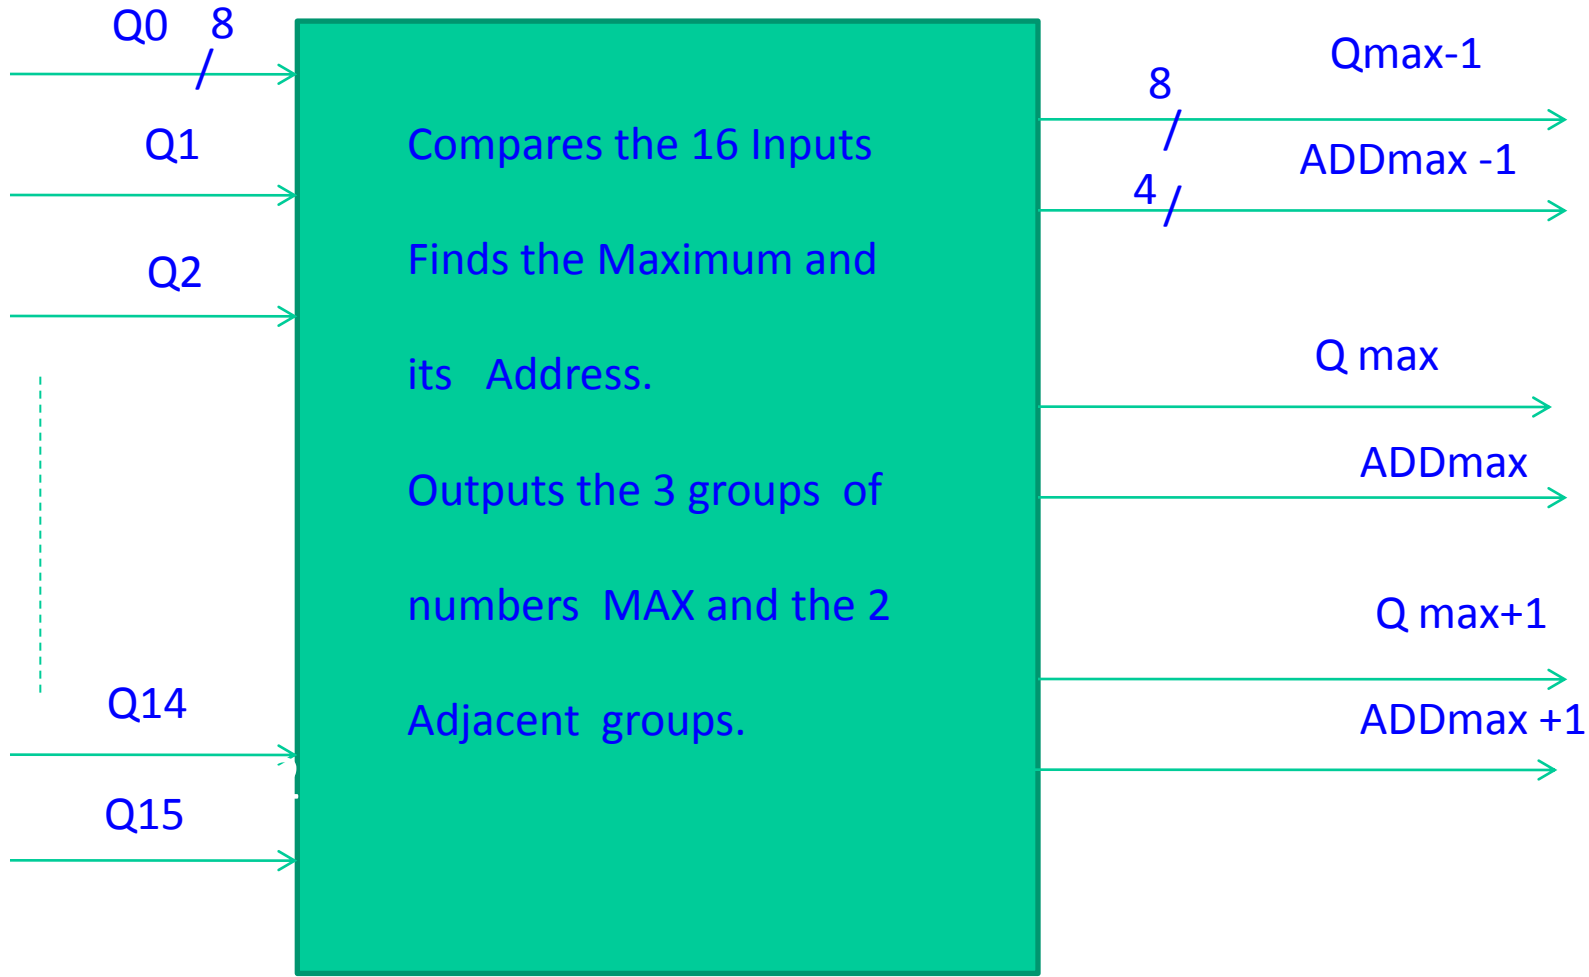 Q0 8
Q1
Q2
Q14
Q15
Compares the 16 Inputs
Finds the Maximum and
its Address.
Outputs the 3 groups of
numbers MAX and the 2
Adjacent groups.
Qmax-1
8
ADDmax -1
4
Q max
ADDmax
Q max+1
ADDmax +1